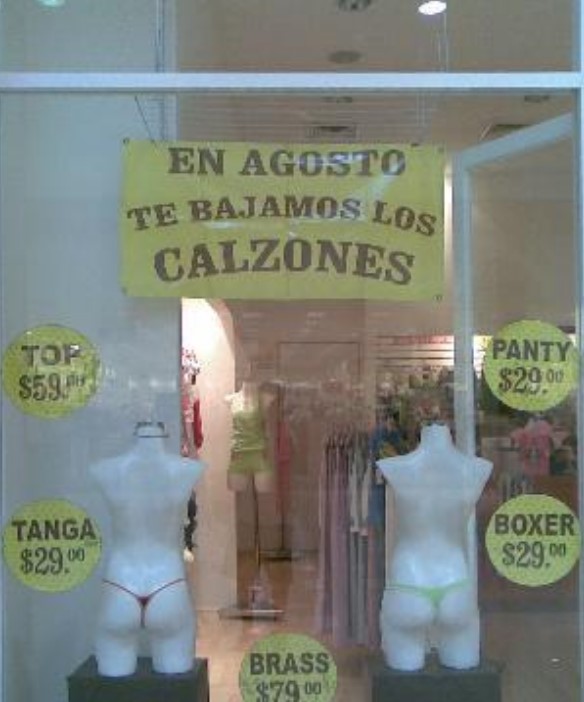 EN AGOSTO
TE BAJAMOS LOS
CALZONES
TOP
$59.00
PANTY
$29.00
TANGA
$29.00
BOXER
$29.00
BRASS
$79.00